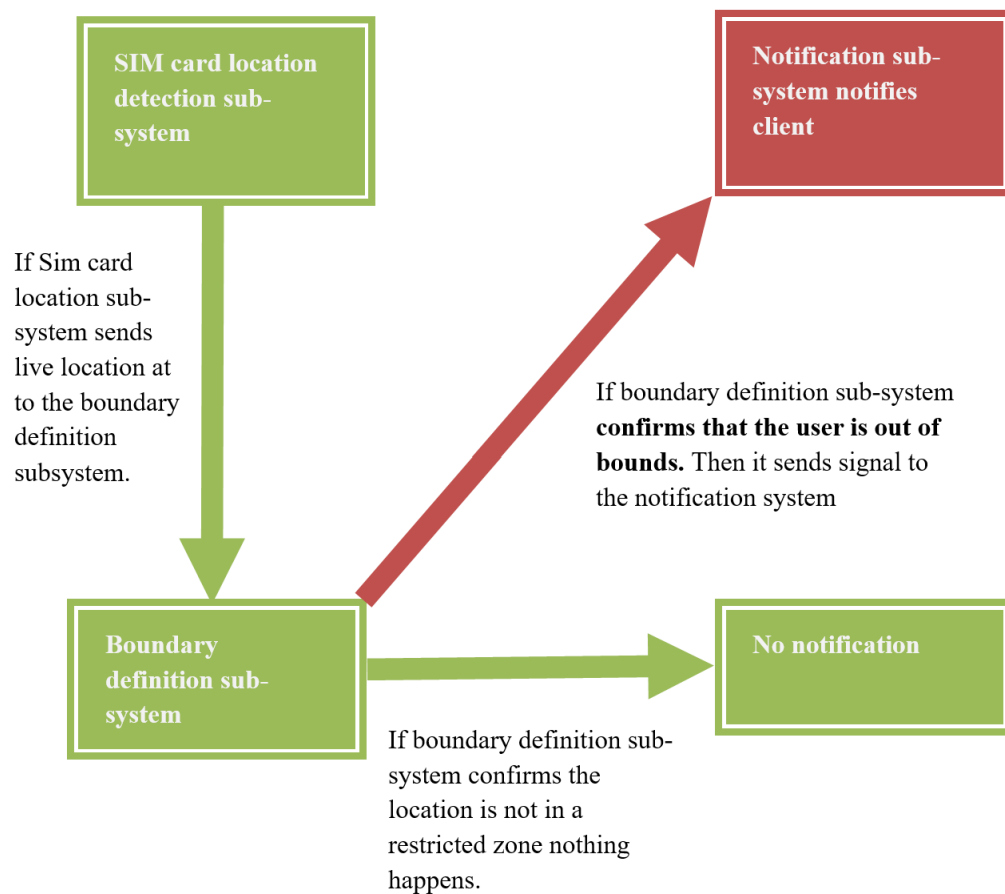 SIM card location
detection sub-
system
Notification sub-
system notifies
client
If Sim card
location sub-
system sends
live location at
to the boundary
definition
subsystem.
If boundary definition sub-system
confirms that the user is out of
bounds. Then it sends signal to
the notification system
Boundary
definition sub-
system
No notification
If boundary definition sub-
system confirms the
location is not in a
restricted zone nothing
happens.